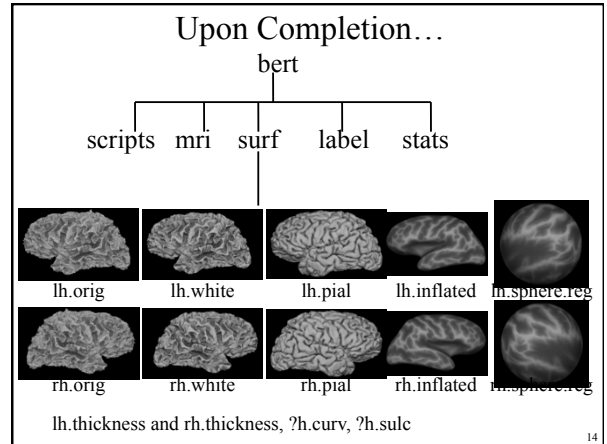 Upon Completion…
bert
scripts mri surf label stats
lh.orig lh.white lh.pial lh.inflated lh.sphere.reg
rh.orig rh.white rh.pial rh.inflated rh.sphere.reg
lh.thickness and rh.thickness, ?h.curv, ?h.sulc
14